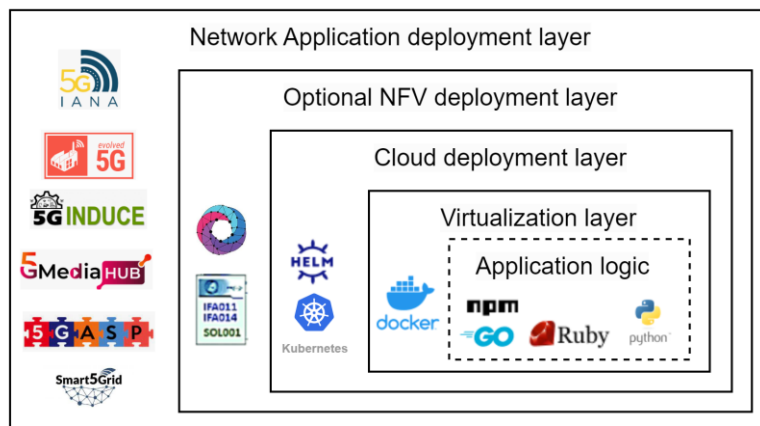 Network Application deployment layer
Optional NFV deployment layer
Cloud deployment layer
Virtualization layer
Application logic
5G
IANA
evolved
5G
5G INDUCE
5GMediaHUB
5GASP
Smart5Grid
IFA011
IFA014
SOL001
HELM
Kubernetes
docker
npm
GO
Ruby
python